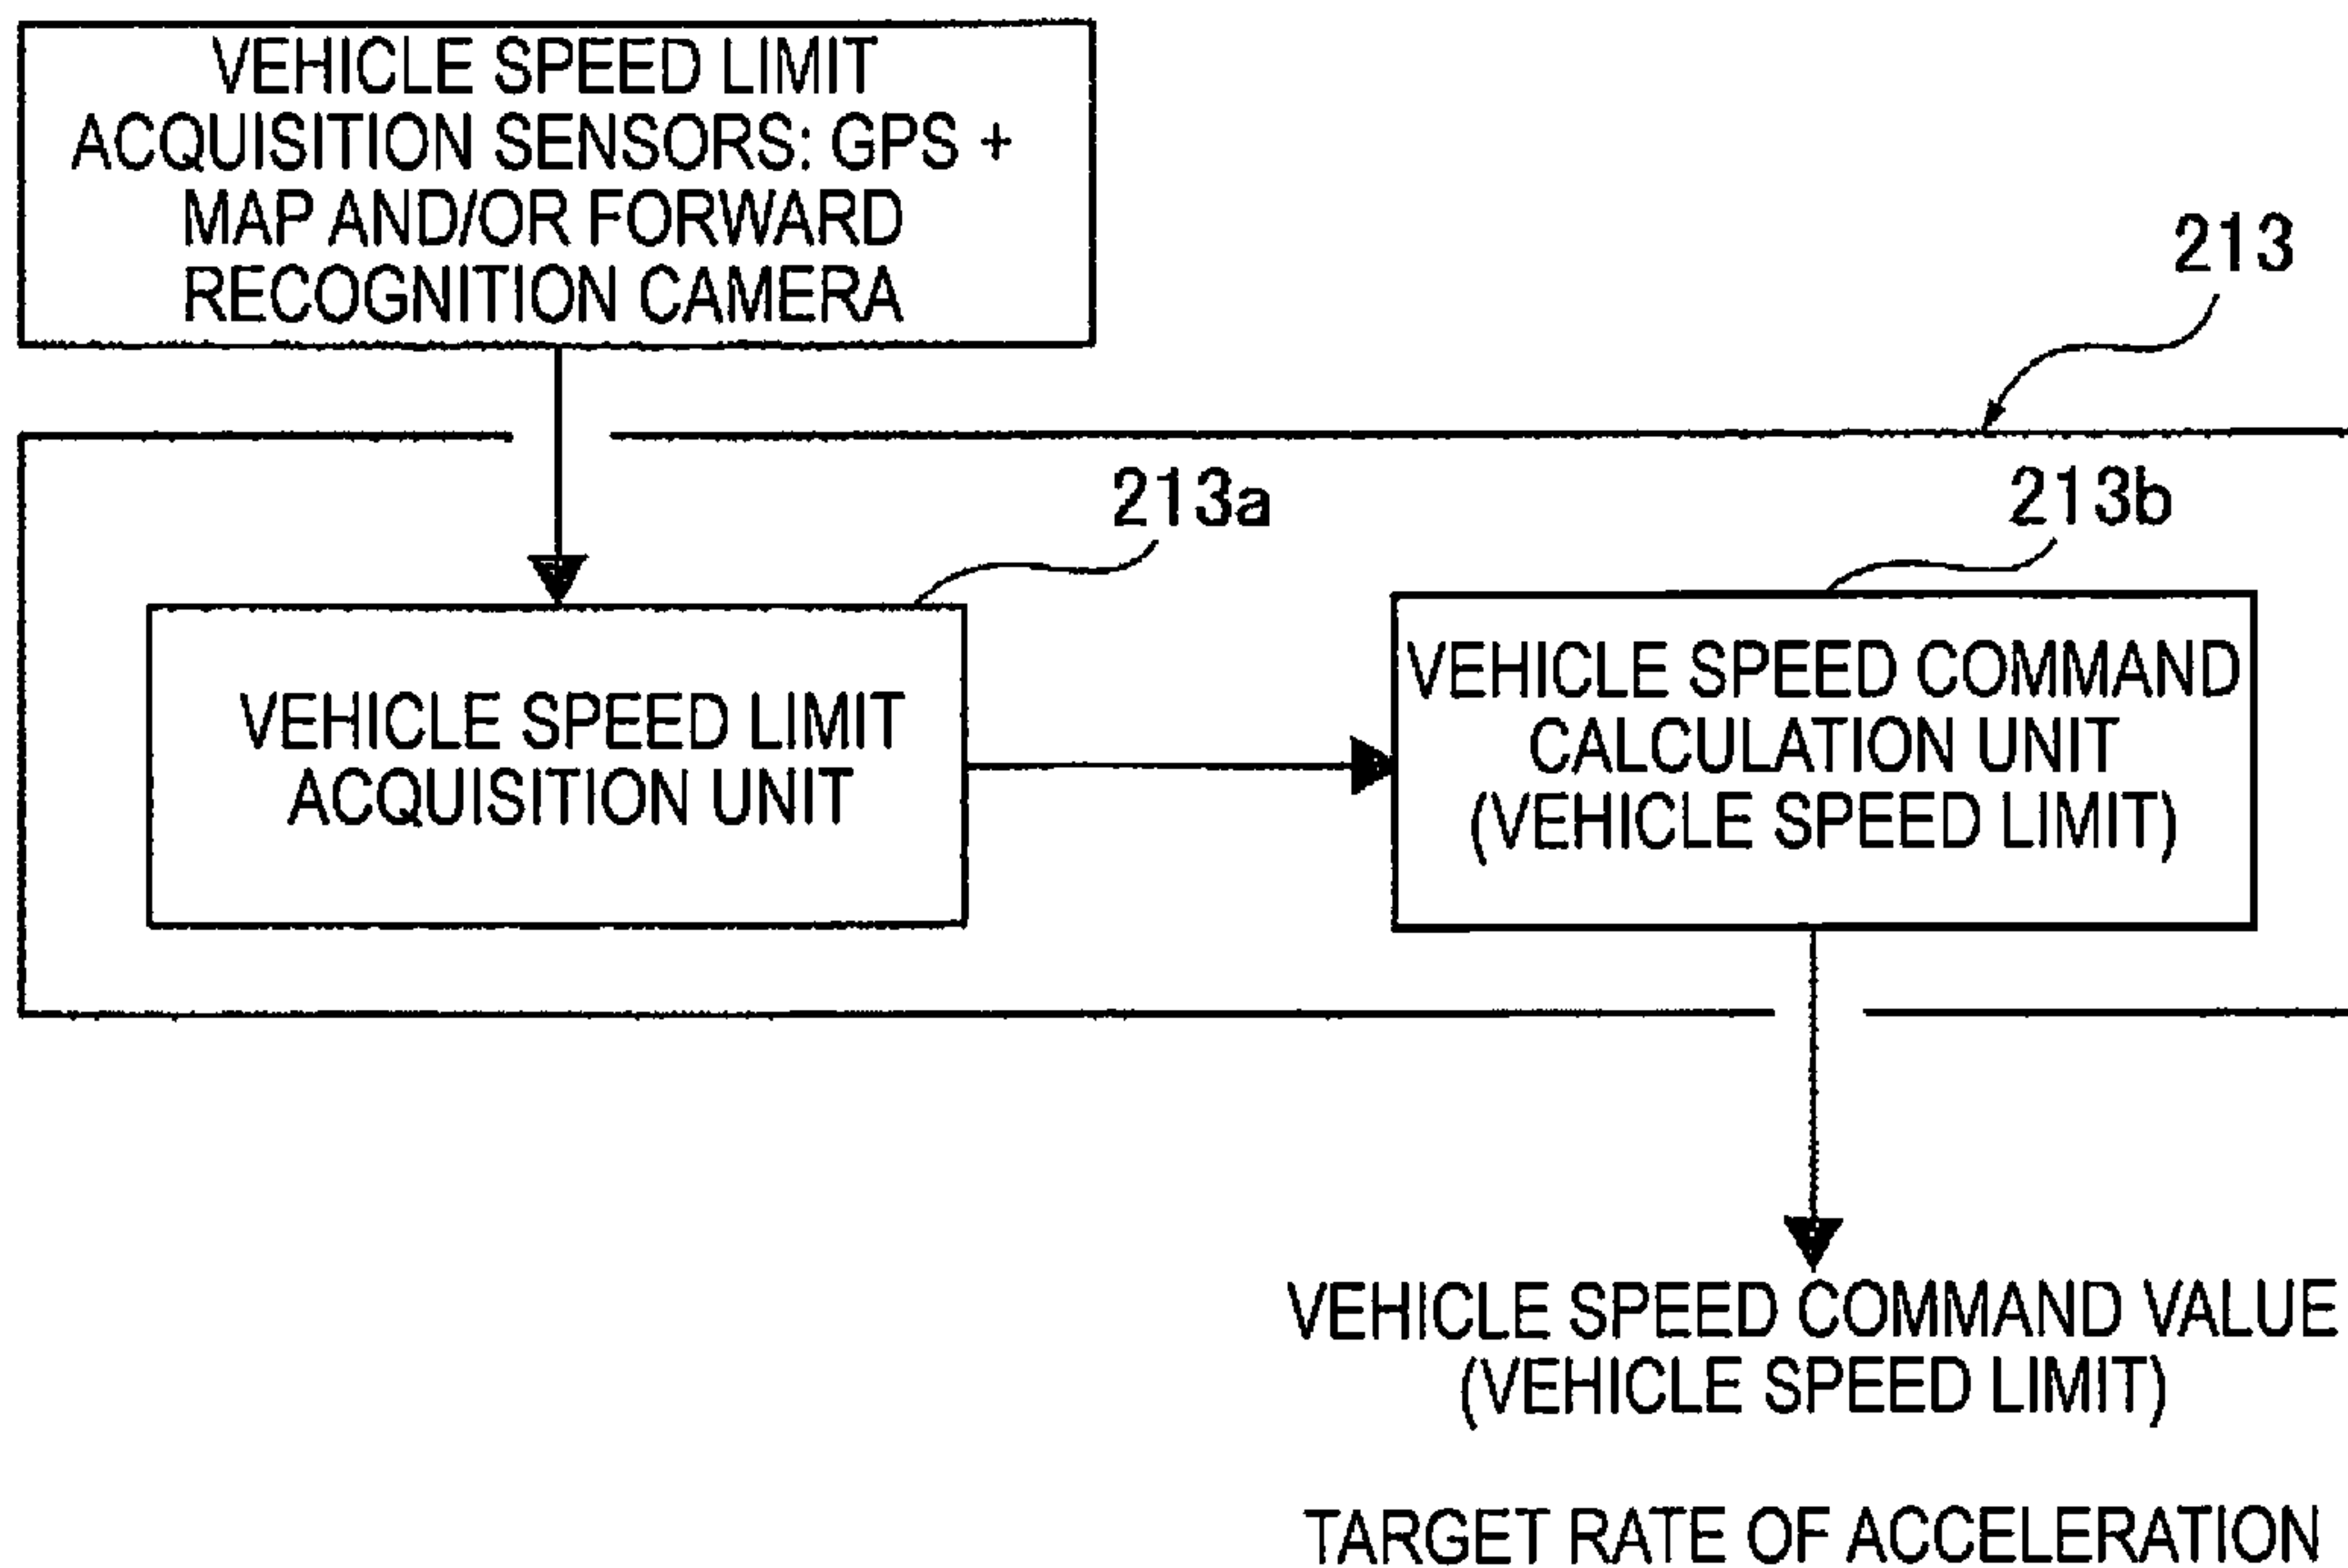 VEHICLE SPEED LIMIT
ACQUISITION SENSORS: GPS +
MAP AND/OR FORWARD
RECOGNITION CAMERA
213
213a
213b
VEHICLE SPEED LIMIT
ACQUISITION UNIT
VEHICLE SPEED COMMAND
CALCULATION UNIT
(VEHICLE SPEED LIMIT)
VEHICLE SPEED COMMAND VALUE
(VEHICLE SPEED LIMIT)
TARGET RATE OF ACCELERATION